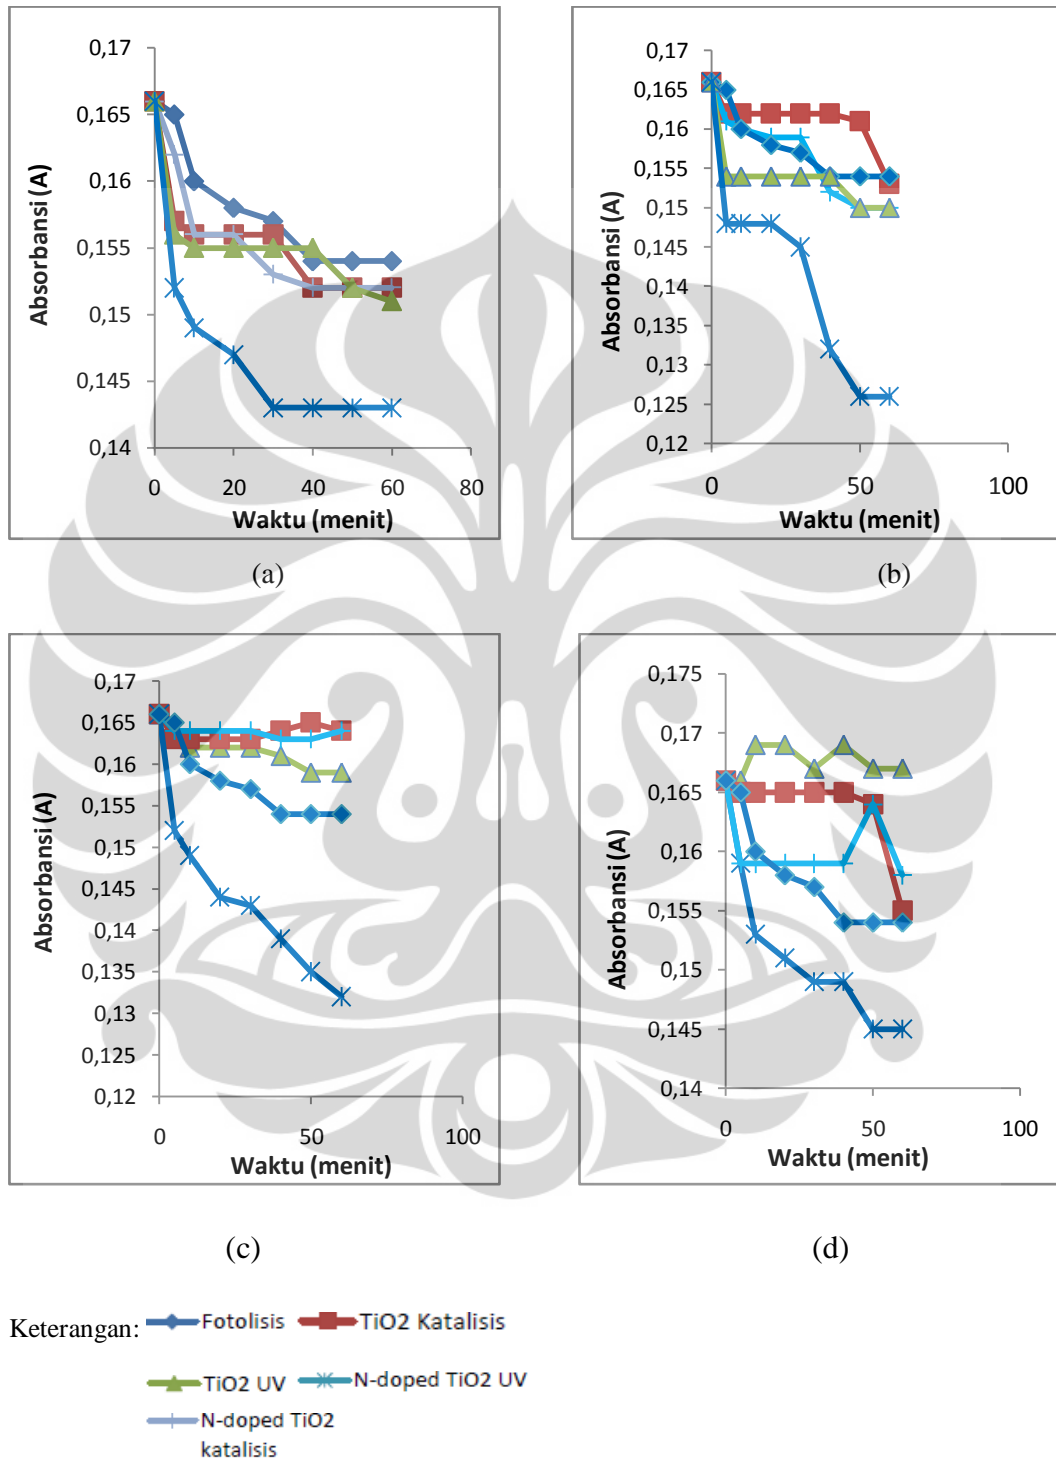 0,17
0,165
0,16
0,155
0,15
0,145
0,14
0 20 40 60 80
Absorbansi (A)
Waktu (menit)
(a)
0,17
0,165
0,16
0,155
0,15
0,145
0,14
0,135
0,13
0,125
0,12
0 50 100
Absorbansi (A)
Waktu (menit)
(b)
0,17
0,165
0,16
0,155
0,15
0,145
0,14
0,135
0,13
0,125
0,12
0 50 100
Absorbansi (A)
Waktu (menit)
(c)
0,175
0,17
0,165
0,16
0,155
0,15
0,145
0,14
0 50 100
Absorbansi (A)
Waktu (menit)
(d)
Keterangan: Fotolisis TiO2 Katalisis
TiO2 UV N-doped TiO2 UV
N-doped TiO2
katalisis